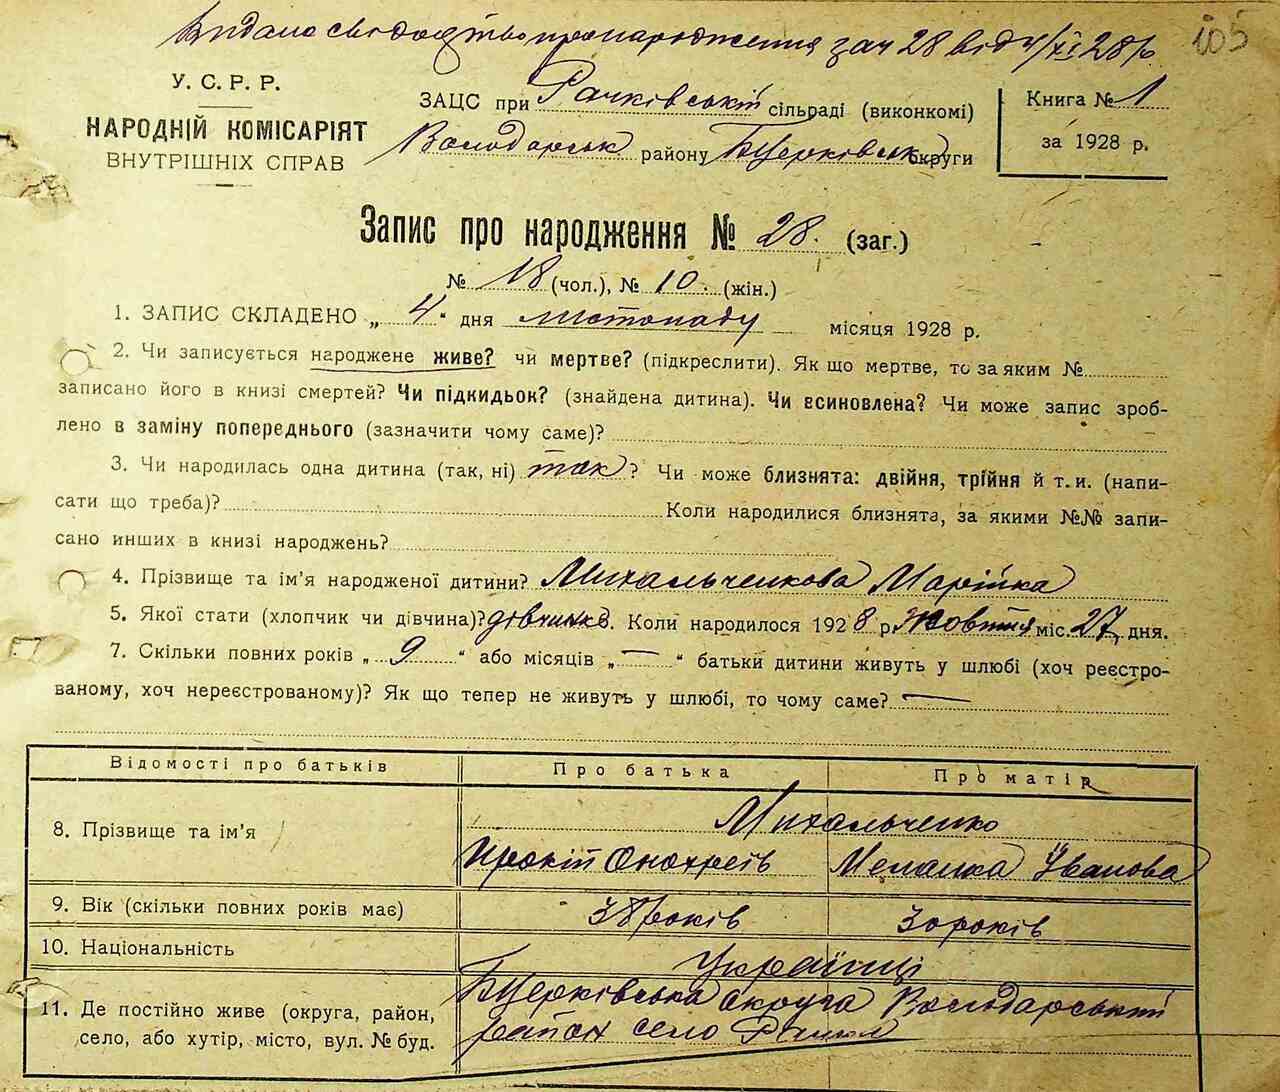 Видано свідоцтво про народження за ч 28 від 4/XI 28 р.
105
У. С. Р. Р.
НАРОДНІЙ КОМІСАРІЯТ
ВНУТРІШНІХ СПРАВ
ЗАЦС при Рачківській сільраді (виконкомі)
Володарськ району Бцерківськ округи
Книга № 1
за 1928 р.
Запис про народження № 28. (заг.)
№ 18 (чол.), № 10. (жін.)
1. ЗАПИС СКЛАДЕНО „ 4 “ дня листопаду місяця 1928 р.
2. Чи записується народжене живе? чи мертве? (підкреслити). Як що мертве, то за яким №
записано його в книзі смертей? Чи підкидьок? (знайдена дитина). Чи всиновлена? Чи може запис зроб-
лено в заміну попереднього (зазначити чому саме)?
3. Чи народилась одна дитина (так, ні) так? Чи може близнята: двійня, трійня й т. и. (напи-
сати що треба)? Коли народилися близнята, за якими №№ запи-
сано инших в книзі народжень?
4. Прізвище та ім’я народженої дитини? Михальченкова Марійка
5. Якої стати (хлопчик чи дівчина)? дівчинка. Коли народилося 1928 р. жовтня міс. 27 дня.
7. Скільки повних років „ 9 “ або місяців „ — “ батьки дитини живуть у шлюбі (хоч реєстро-
ваному, хоч нереєстрованому)? Як що тепер не живуть у шлюбі, то чому саме? —
Відомості про батьків Про батька Про матір
Михальченко
8. Прізвище та ім’я
Прокій Онохреїв Меланка Іванова
9. Вік (скільки повних років має) 38 років 30 років
10. Національність Українці
11. Де постійно живе (округа, район, Бцерківська округа Володарський
село, або хутір, місто, вул. № буд. район село Рачки